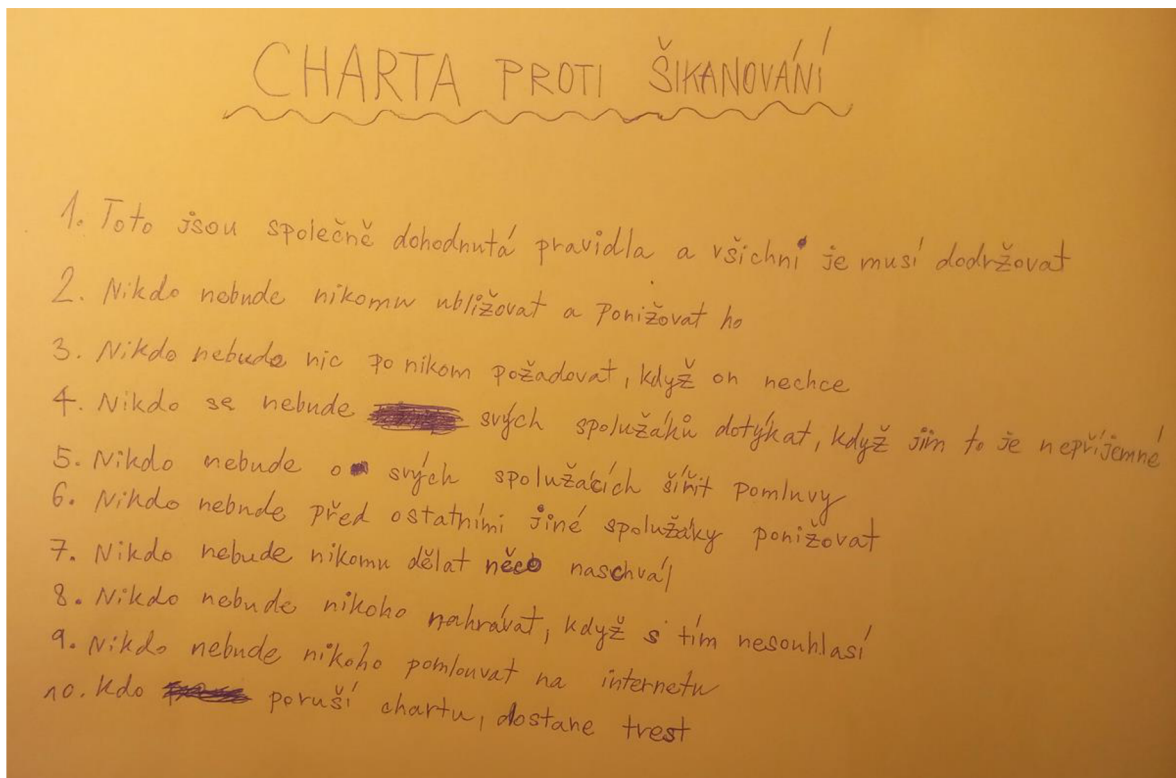 CHARTA PROTI ŠIKANOVÁNÍ
1. Toto jsou společně dohodnutá pravidla a všichni je musí dodržovat
2. Nikdo nebude nikomu ubližovat a ponižovat ho
3. Nikdo nebude nic po nikom požadovat, když on nechce
4. Nikdo se nebude svých spolužáků dotýkat, když jim to je nepříjemné
5. Nikdo nebude o svých spolužácích šířit pomluvy
6. Nikdo nebude před ostatními jiné spolužáky ponižovat
7. Nikdo nebude nikomu dělat něco naschvál
8. Nikdo nebude nikoho nahrávat, když s tím nesouhlasí
9. Nikdo nebude nikoho pomlouvat na internetu
10. Kdo poruší chartu, dostane trest